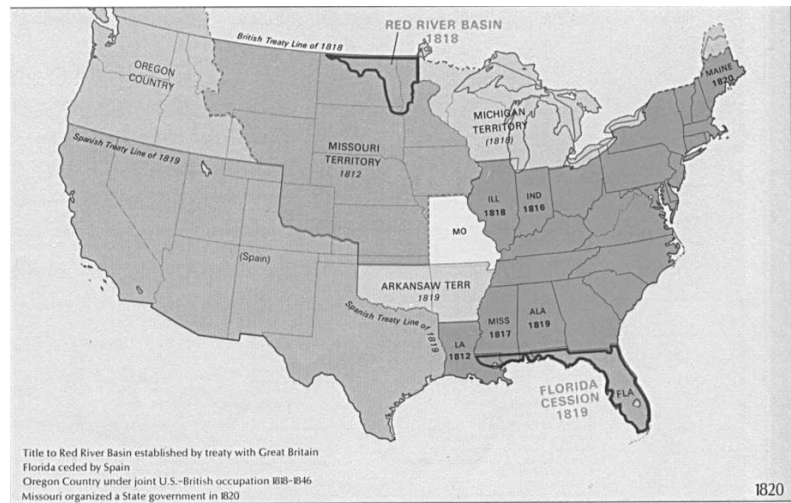 RED RIVER BASIN
1818
British Treaty Line of 1818
OREGON
COUNTRY
MAINE
1820
MICHIGAN
TERRITORY
(1818)
Spanish Treaty Line of 1819
MISSOURI
TERRITORY
1812
ILL
1818
IND
1816
MO
(Spain)
ARKANSAW TERR
1819
Spanish Treaty Line of 1819
MISS
1817
ALA
1819
LA
1812
FLORIDA
CESSION
1819
FLA
Title to Red River Basin established by treaty with Great Britain
Florida ceded by Spain
Oregon Country under joint U.S.-British occupation 1818-1846
Missouri organized a State government in 1820
1820